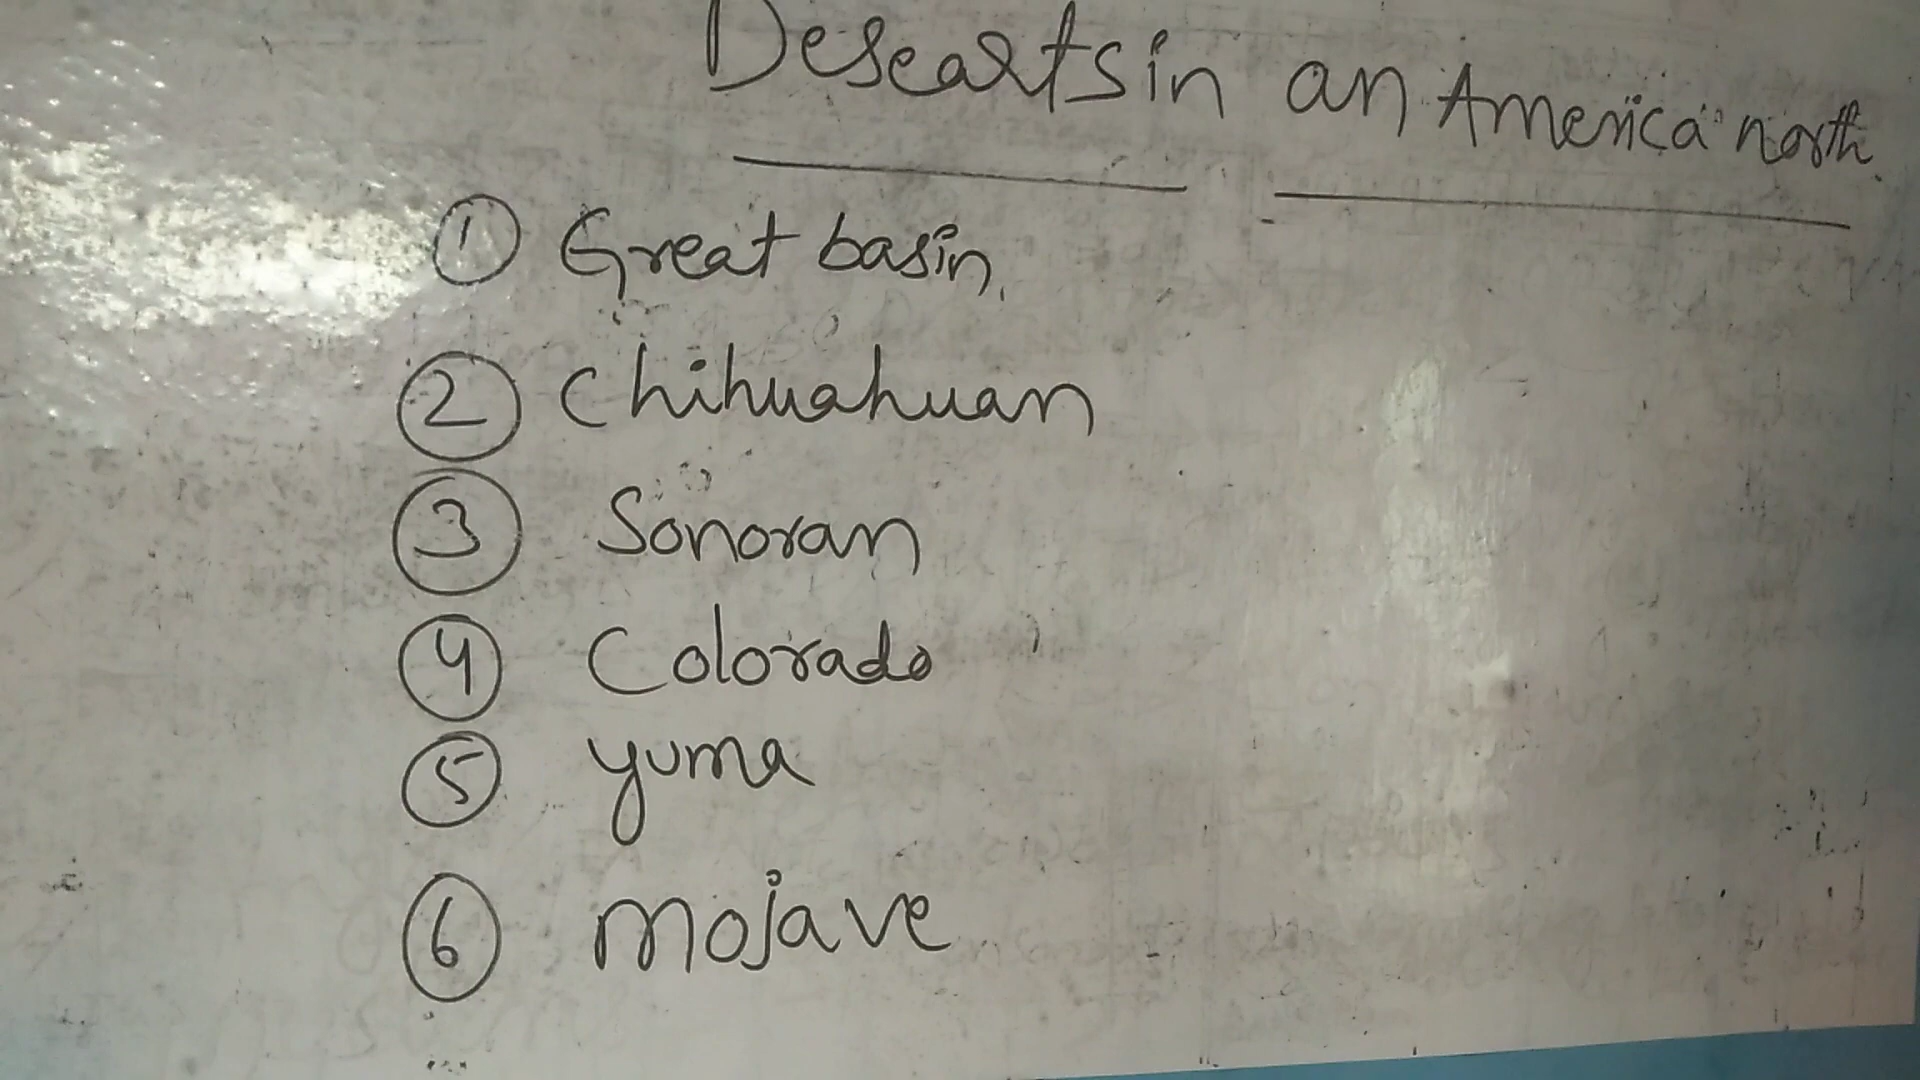 Desearts in an America north
① Great basin,
② Chihuahuan
③ Sonoran
④ Colorado
⑤ yuma
⑥ mojave